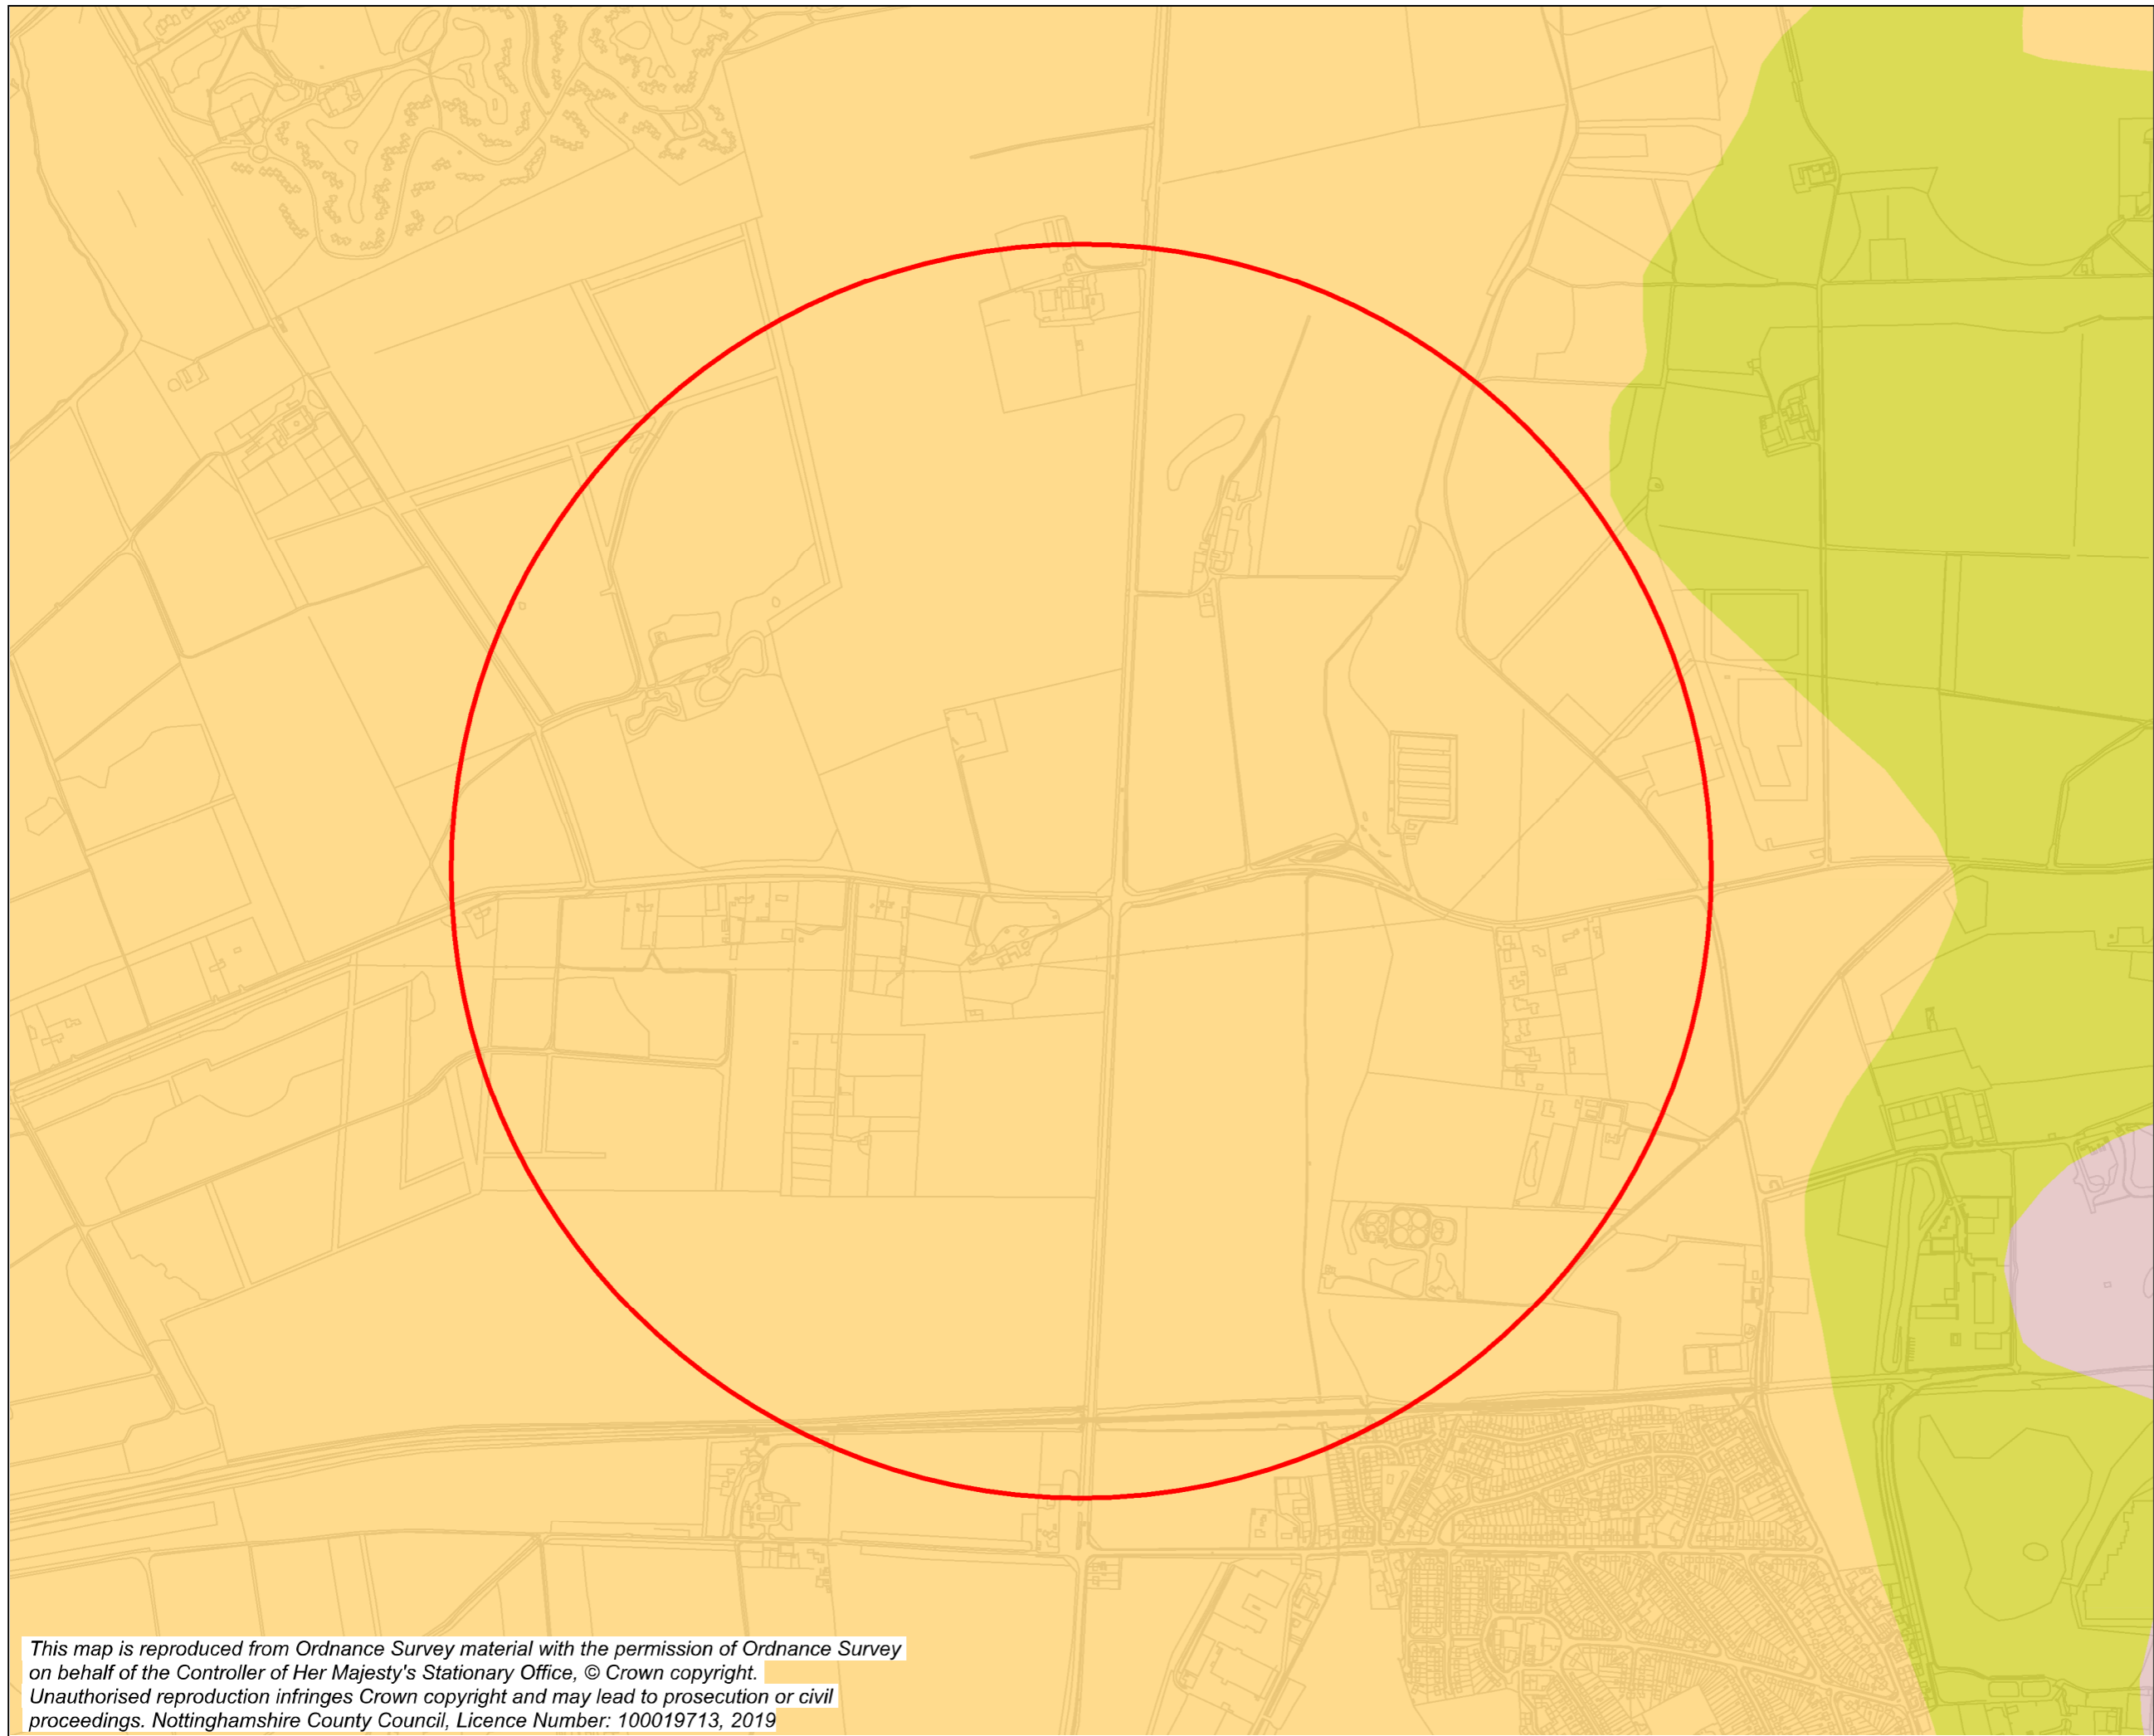 This map is reproduced from Ordnance Survey material with the permission of Ordnance Survey
on behalf of the Controller of Her Majesty's Stationary Office, © Crown copyright.
Unauthorised reproduction infringes Crown copyright and may lead to prosecution or civil
proceedings. Nottinghamshire County Council, Licence Number: 100019713, 2019